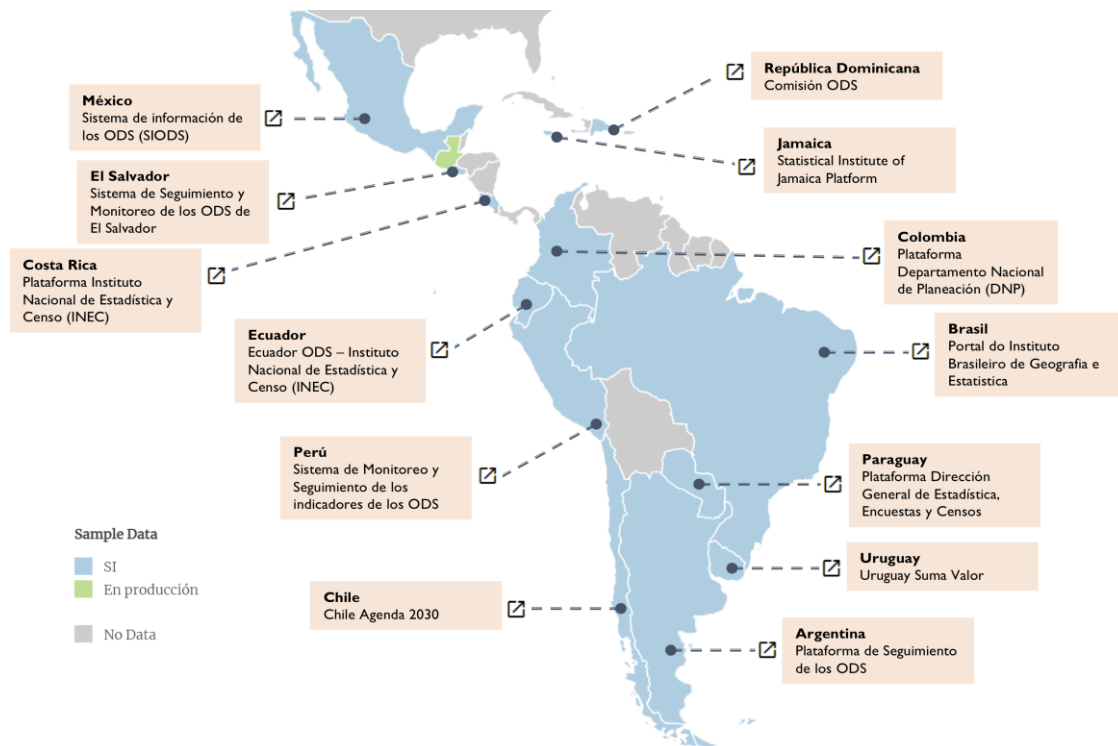 República Dominicana
Comisión ODS
México
Sistema de información de
los ODS (SIODS)
Jamaica
Statistical Institute of
Jamaica Platform
El Salvador
Sistema de Seguimiento y
Monitoreo de los ODS de
El Salvador
Colombia
Plataforma
Departamento Nacional
de Planeación (DNP)
Costa Rica
Plataforma Instituto
Nacional de Estadística y
Censo (INEC)
Ecuador
Ecuador ODS – Instituto
Nacional de Estadística y
Censo (INEC)
Brasil
Portal do Instituto
Brasileiro de Geografia e
Estatistica
Perú
Sistema de Monitoreo y
Seguimiento de los
indicadores de los ODS
Paraguay
Plataforma Dirección
General de Estadística,
Encuestas y Censos
Sample Data
SI
En producción
No Data
Uruguay
Uruguay Suma Valor
Chile
Chile Agenda 2030
Argentina
Plataforma de Seguimiento
de los ODS